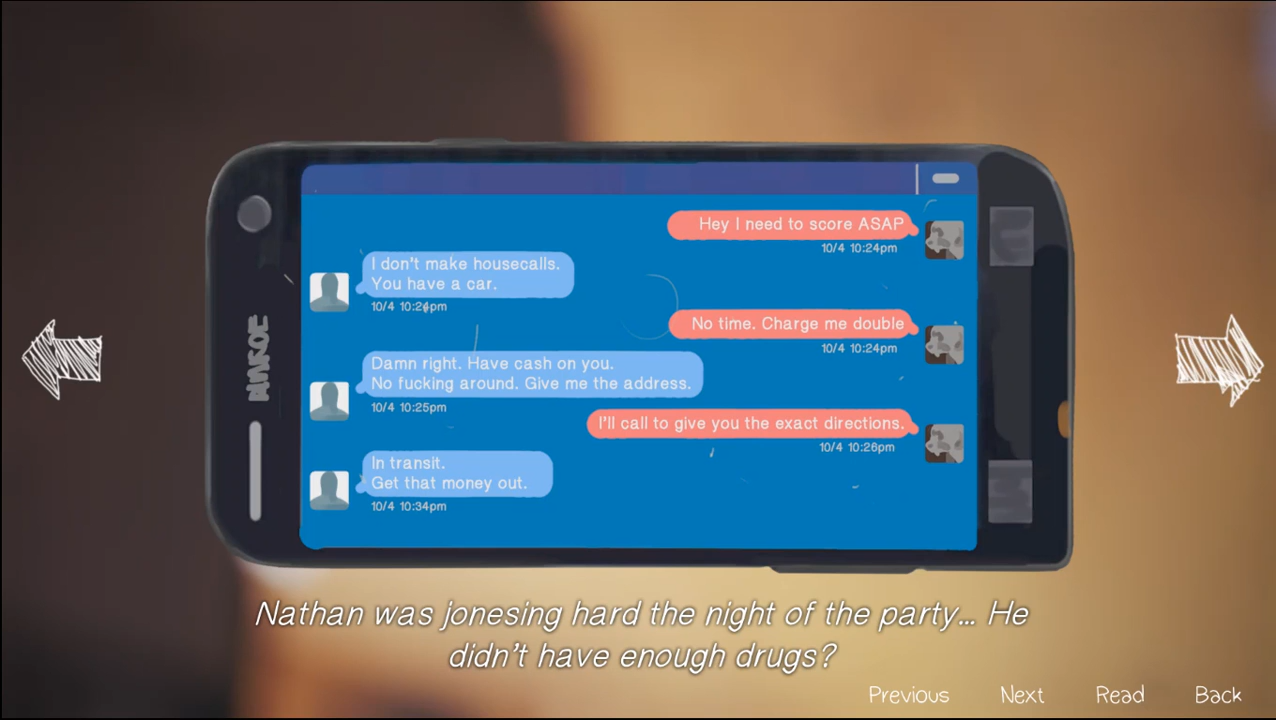 Hey I need to score ASAP
10/4 10:24pm
I don't make housecalls.
You have a car.
10/4 10:24pm
No time. Charge me double
10/4 10:24pm
Damn right. Have cash on you.
No fucking around. Give me the address.
10/4 10:25pm
I'll call to give you the exact directions.
10/4 10:26pm
In transit.
Get that money out.
10/4 10:34pm
Nathan was jonesing hard the night of the party... He
didn't have enough drugs?
Previous
Next
Read
Back